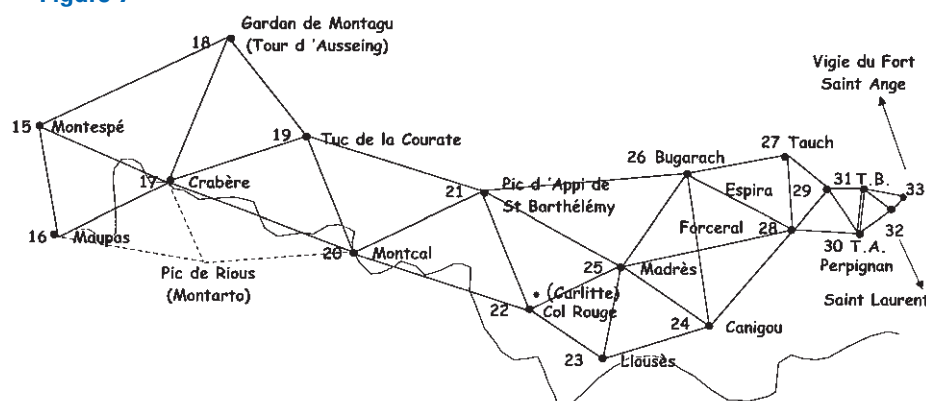 Figure 7
18
Gardan de Montagu
(Tour d 'Ausseing)
Vigie du Fort
Saint Ange
15
Montespé
19
Tuc de la Courate
27 Tauch
26 Bugarach
17
Crabère
21
Pic d 'Appi de
St Barthélémy
Espira
29
31 T.B.
33
32
16
Maupas
Forceral
28
30 T.A.
Perpignan
20
Montcal
Pic de Rious
(Montarto)
25
Madrès
(Carlitte)
Col Rouge
22
Saint Laurent
24
Canigou
23
Llousès